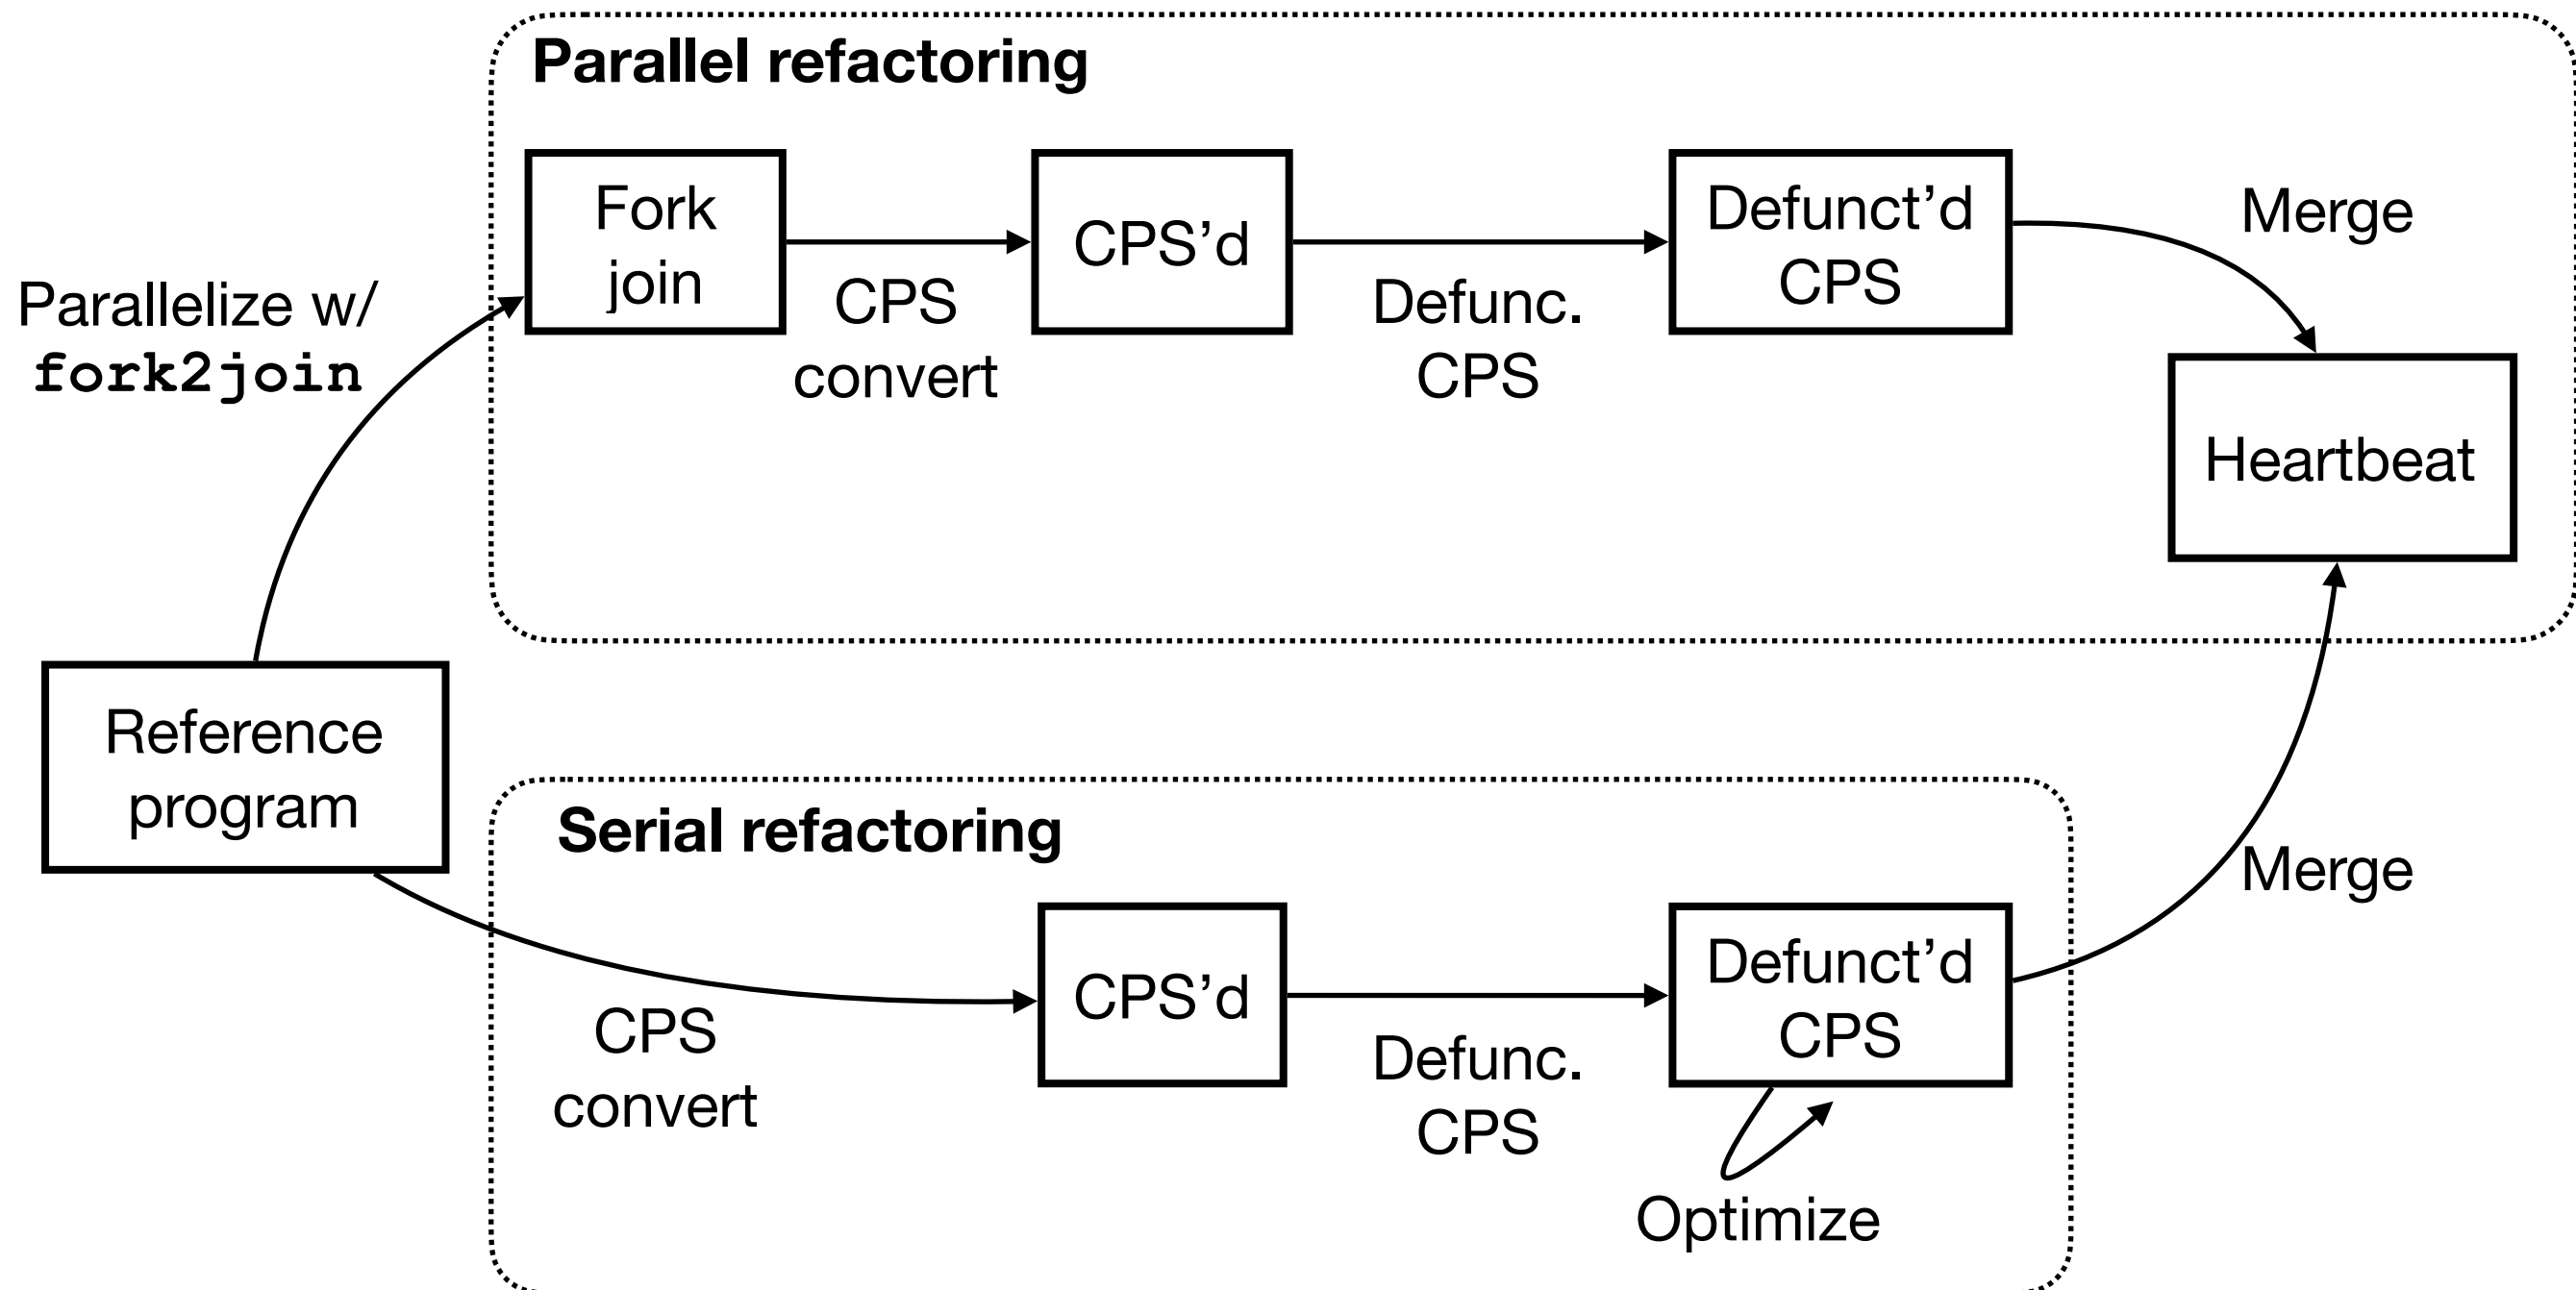 Parallel refactoring
Fork
join
CPS’d
Defunct’d
CPS
Merge
Parallelize w/
fork2join
CPS
convert
Defunc.
CPS
Heartbeat
Reference
program
Serial refactoring
CPS’d
Defunct’d
CPS
Merge
CPS
convert
Defunc.
CPS
Optimize